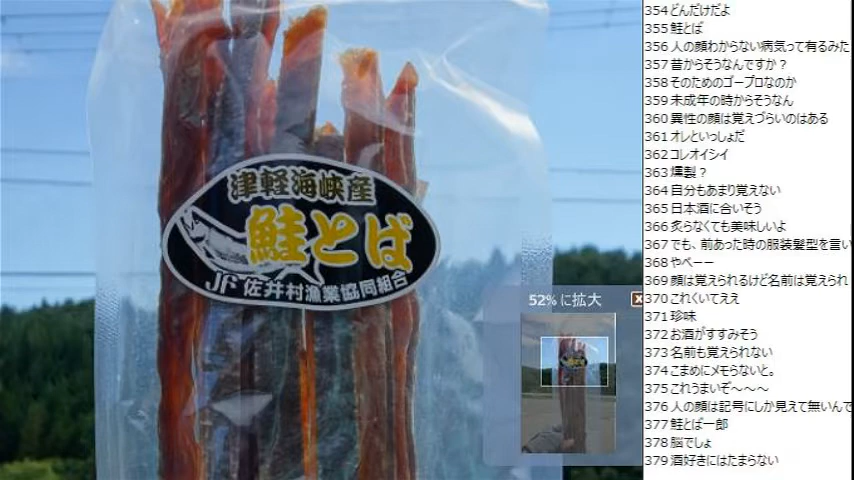 津軽海峡産
鮭とば
JF佐井村漁業協同組合
52%に拡大
354 どんだけだよ
355 鮭とば
356 人の顔わからない病気って有るみた
357 昔からそうなんですか?
358 そのためのゴープロなのか
359 未成年の時からそうなん
360 異性の顔は覚えづらいのはある
361 オレといっしょだ
362 コレオイシイ
363 燻製?
364 自分もあまり覚えない
365 日本酒に合いそう
366 炙らなくても美味しいよ
367 でも、前あった時の服装髪型を言い
368 やべーー
369 顔は覚えられるけど名前は覚えられ
370 これくいてええ
371 珍味
372 お酒がすすみそう
373 名前も覚えられない
374 こまめにメモらないと。
375 これうまいぞ～～～
376 人の顔は記号にしか見えて無いんで
377 鮭とば一郎
378 脳でしょ
379 酒好きにはたまらない